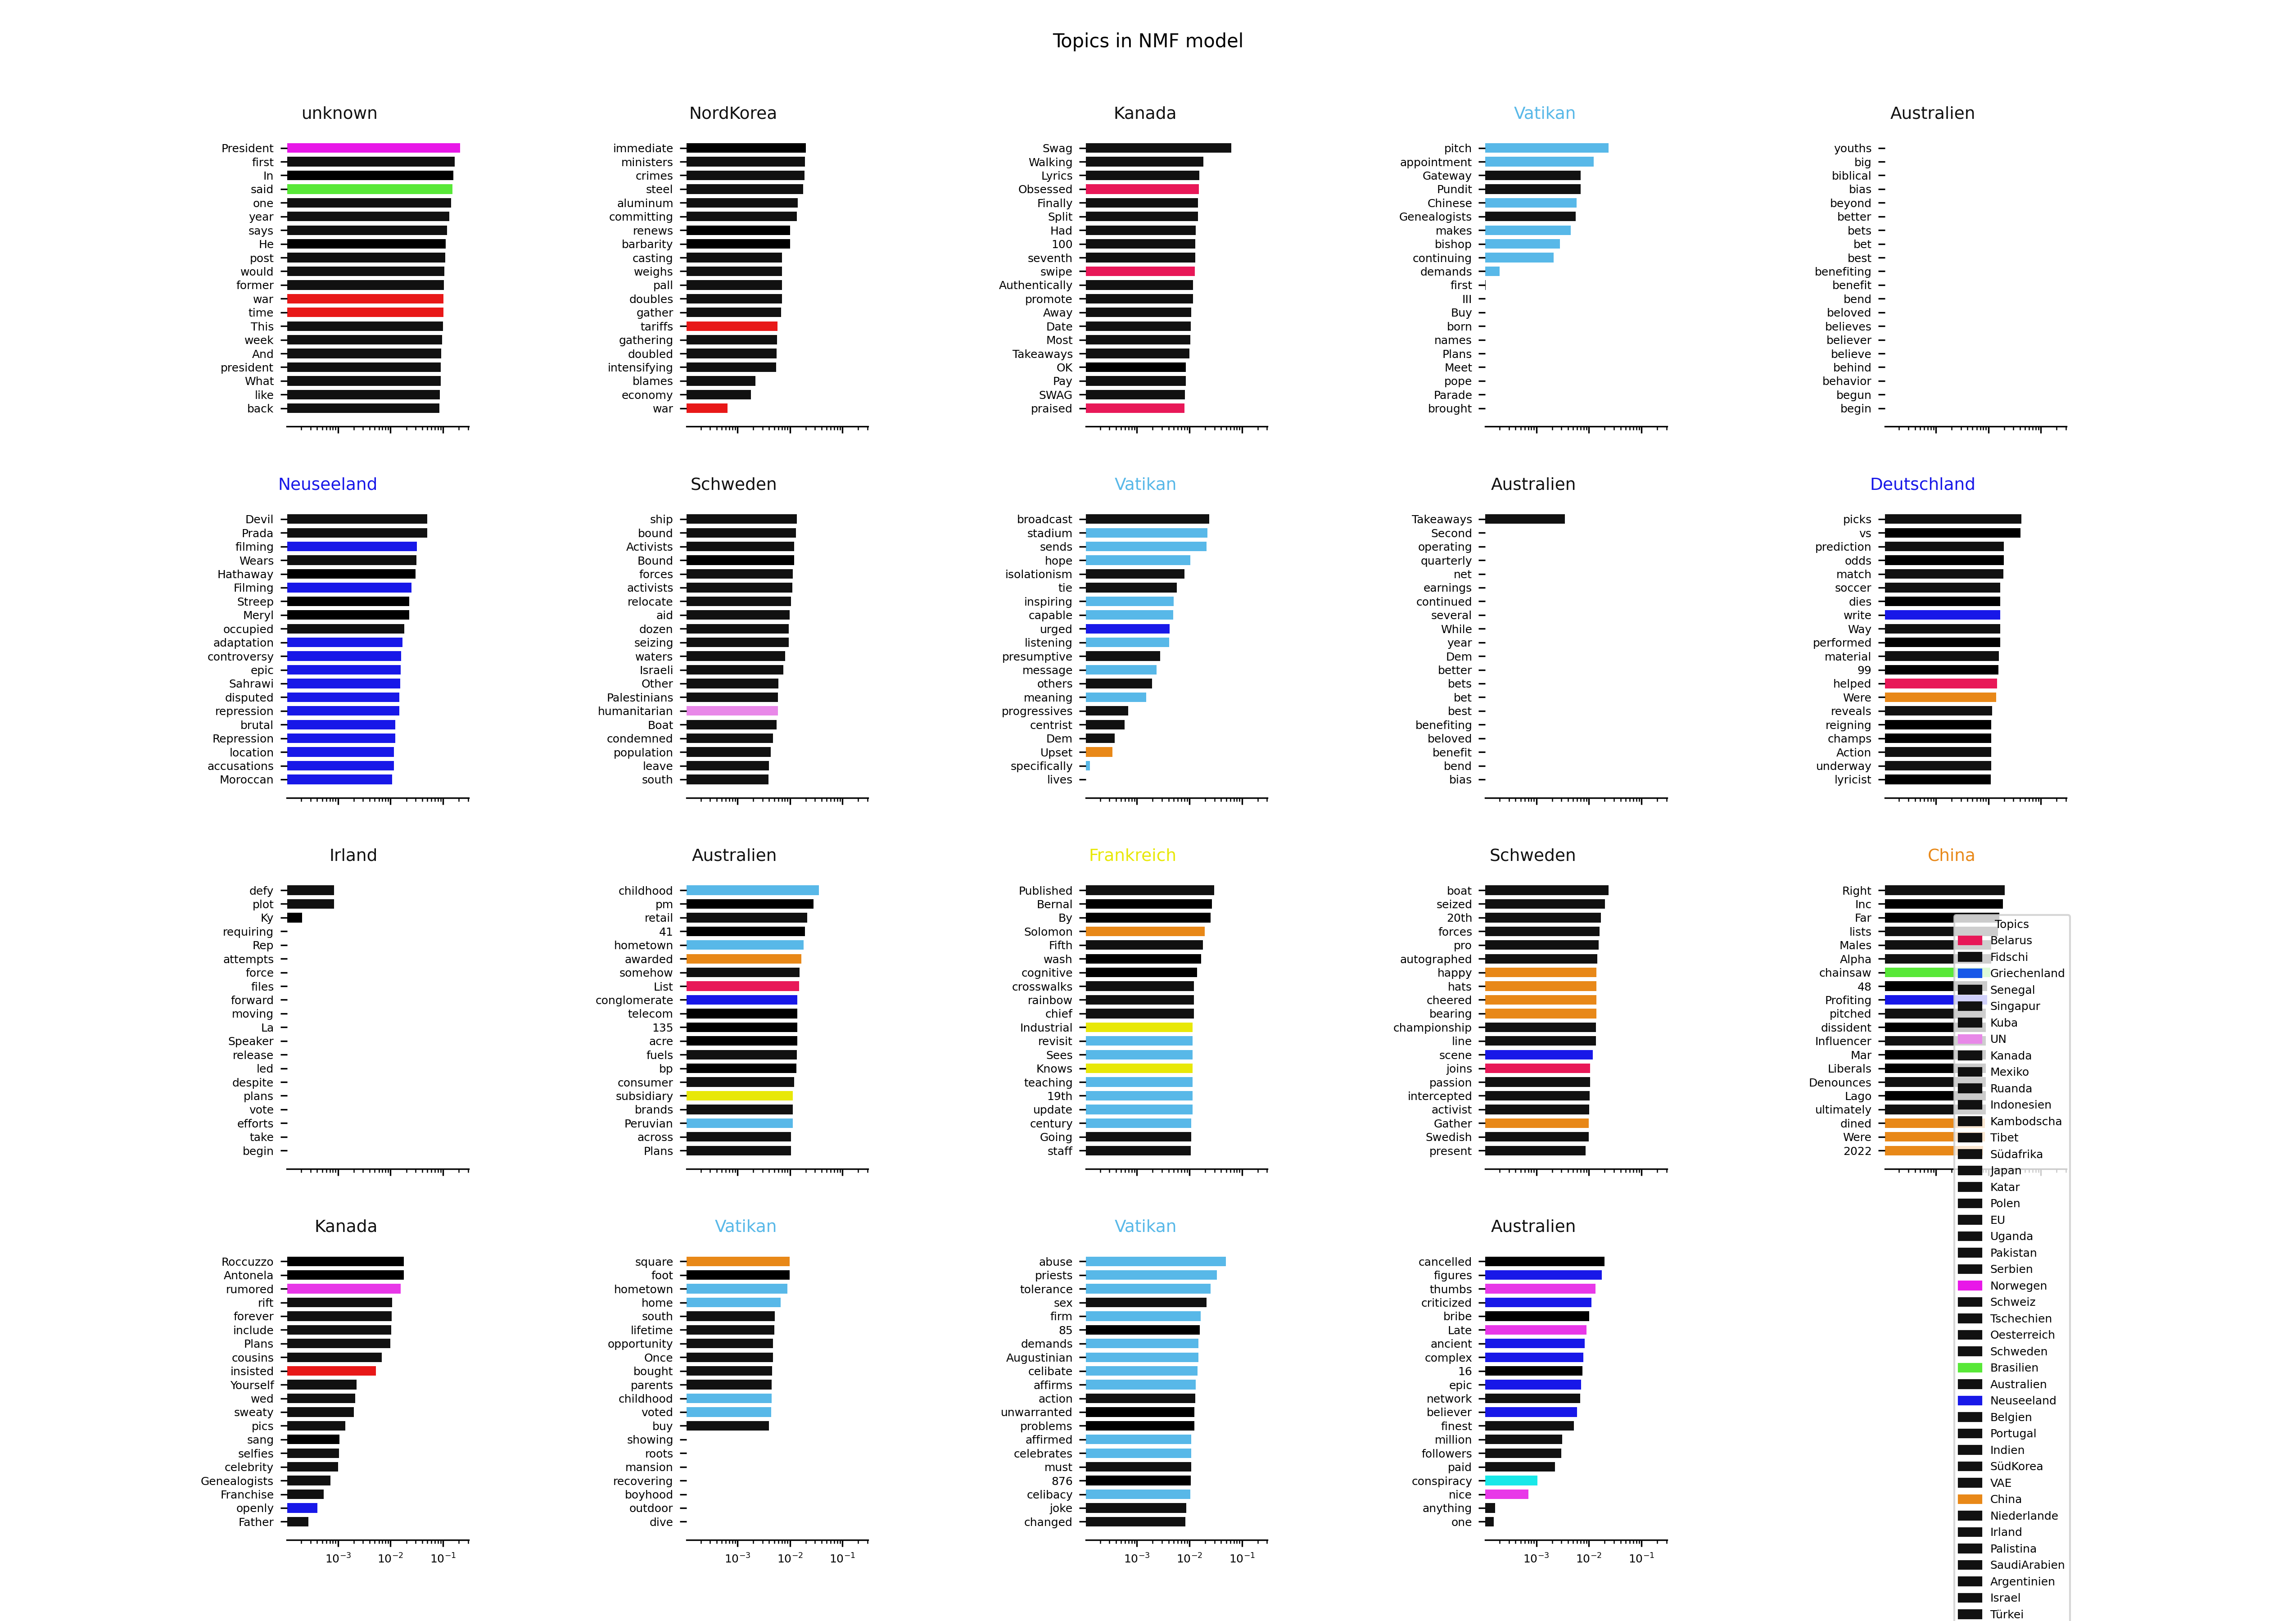 Topics in NMF model
unknown
President
first
In
said
one
year
says
He
post
would
former
war
time
This
week
And
president
What
like
back
NordKorea
immediate
ministers
crimes
steel
aluminum
committing
renews
barbarity
casting
weighs
pall
doubles
gather
tariffs
gathering
doubled
intensifying
blames
economy
war
Kanada
Swag
Walking
Lyrics
Obsessed
Finally
Split
Had
100
seventh
swipe
Authentically
promote
Away
Date
Most
Takeaways
OK
Pay
SWAG
praised
Vatikan
pitch
appointment
Gateway
Pundit
Chinese
Genealogists
makes
bishop
continuing
demands
first
III
Buy
born
names
Plans
Meet
pope
Parade
brought
Australien
youths
big
biblical
bias
beyond
better
bets
bet
best
benefiting
benefit
bend
beloved
believes
believer
believe
behind
behavior
begun
begin
Neuseeland
Devil
Prada
filming
Wears
Hathaway
Filming
Streep
Meryl
occupied
adaptation
controversy
epic
Sahrawi
disputed
repression
brutal
Repression
location
accusations
Moroccan
Schweden
ship
bound
Activists
Bound
forces
activists
relocate
aid
dozen
seizing
waters
Israeli
Other
Palestinians
humanitarian
Boat
condemned
population
leave
south
Vatikan
broadcast
stadium
sends
hope
isolationism
tie
inspiring
capable
urged
listening
presumptive
message
others
meaning
progressives
centrist
Dem
Upset
specifically
lives
Australien
Takeaways
Second
operating
quarterly
net
earnings
continued
several
While
year
Dem
better
bets
bet
best
benefiting
beloved
benefit
bend
bias
Deutschland
picks
vs
prediction
odds
match
soccer
dies
write
Way
performed
material
99
helped
Were
reveals
reigning
champs
Action
underway
lyricist
Irland
defy
plot
Ky
requiring
Rep
attempts
force
files
forward
moving
La
Speaker
release
led
despite
plans
vote
efforts
take
begin
Australien
childhood
pm
retail
41
hometown
awarded
somehow
List
conglomerate
telecom
135
acre
fuels
bp
consumer
subsidiary
brands
Peruvian
across
Plans
Frankreich
Published
Bernal
By
Solomon
Fifth
wash
cognitive
crosswalks
rainbow
chief
Industrial
revisit
Sees
Knows
teaching
19th
update
century
Going
staff
Schweden
boat
seized
20th
forces
pro
autographed
happy
hats
cheered
bearing
championship
line
scene
joins
passion
intercepted
activist
Gather
Swedish
present
China
Right
Inc
Far
lists
Males
Alpha
chainsaw
48
Profiting
pitched
dissident
Influencer
Mar
Liberals
Denounces
Lago
ultimately
dined
Were
2022
Kanada
Roccuzzo
Antonela
rumored
rift
forever
include
Plans
cousins
insisted
Yourself
wed
sweaty
pics
sang
selfies
celebrity
Genealogists
Franchise
openly
Father
10⁻³ 10⁻² 10⁻¹
Vatikan
square
foot
hometown
home
south
lifetime
opportunity
Once
bought
parents
childhood
voted
buy
showing
roots
mansion
recovering
boyhood
outdoor
dive
10⁻³ 10⁻² 10⁻¹
Vatikan
abuse
priests
tolerance
sex
firm
85
demands
Augustinian
celibate
affirms
action
unwarranted
problems
affirmed
celebrates
must
876
celibacy
joke
changed
10⁻³ 10⁻² 10⁻¹
Australien
cancelled
figures
thumbs
criticized
bribe
Late
ancient
complex
16
epic
network
believer
finest
million
followers
paid
conspiracy
nice
anything
one
10⁻³ 10⁻² 10⁻¹
Topics
Belarus
Fidschi
Griechenland
Senegal
Singapur
Kuba
UN
Kanada
Mexiko
Ruanda
Indonesien
Kambodscha
Tibet
Südafrika
Japan
Katar
Polen
EU
Uganda
Pakistan
Serbien
Norwegen
Schweiz
Tschechien
Oesterreich
Schweden
Brasilien
Australien
Neuseeland
Belgien
Portugal
Indien
SüdKorea
VAE
China
Niederlande
Irland
Palistina
SaudiArabien
Argentinien
Israel
Türkei